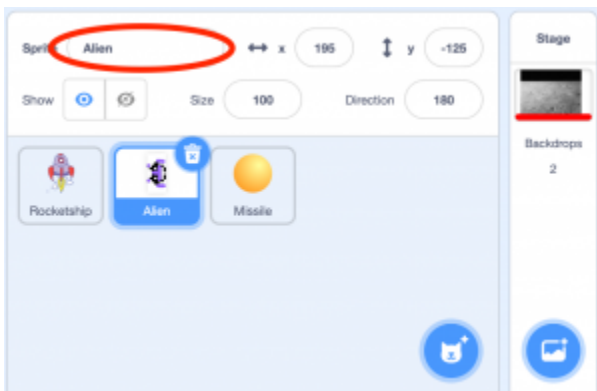 Sprite Alien x 195 y -125
Show Size 100 Direction 180
Rocketship Alien Missile
Stage
Backdrops
2